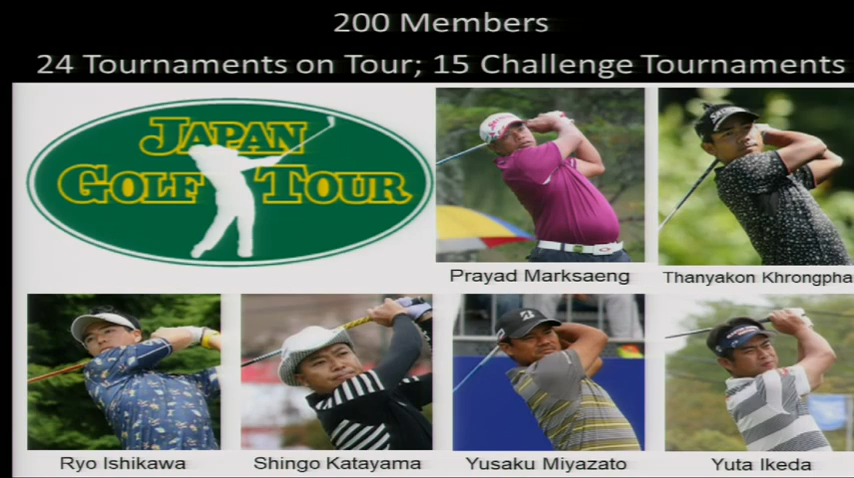 200 Members
24 Tournaments on Tour; 15 Challenge Tournaments
JAPAN
GOLF TOUR
Prayad Marksaeng
Thanyakon Khrongpha
Ryo Ishikawa
Shingo Katayama
Yusaku Miyazato
Yuta Ikeda